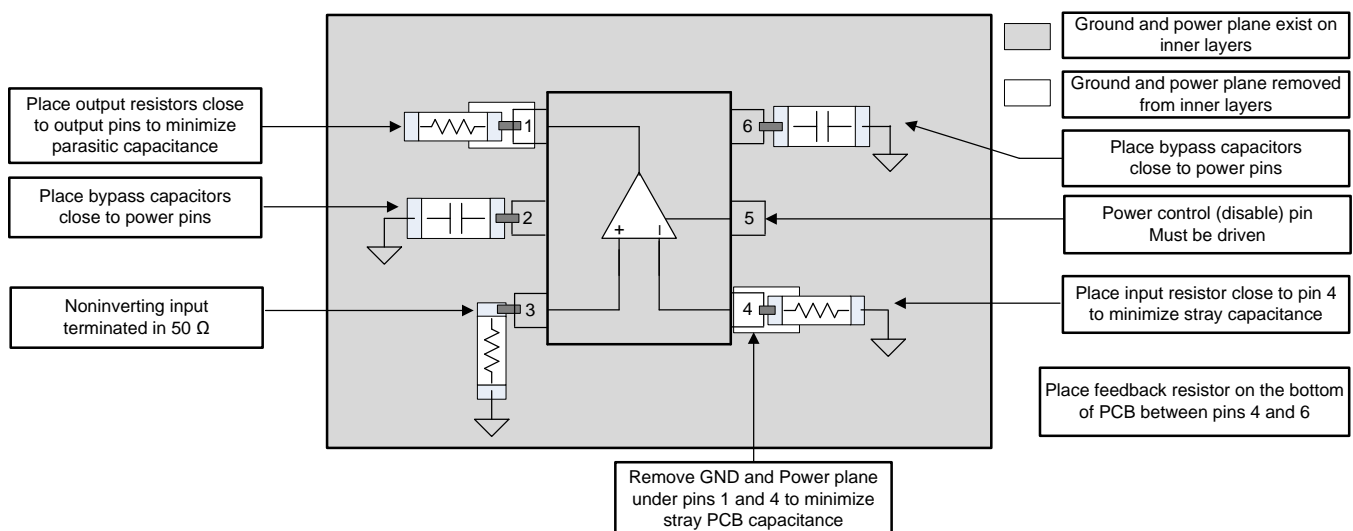 Ground and power plane exist on
inner layers
Ground and power plane removed
from inner layers
Place output resistors close
to output pins to minimize
parasitic capacitance
Place bypass capacitors
close to power pins
Noninverting input
terminated in 50 Ω
1
2
3
+
–
6
5
4
Place bypass capacitors
close to power pins
Power control (disable) pin
Must be driven
Place input resistor close to pin 4
to minimize stray capacitance
Place feedback resistor on the bottom
of PCB between pins 4 and 6
Remove GND and Power plane
under pins 1 and 4 to minimize
stray PCB capacitance